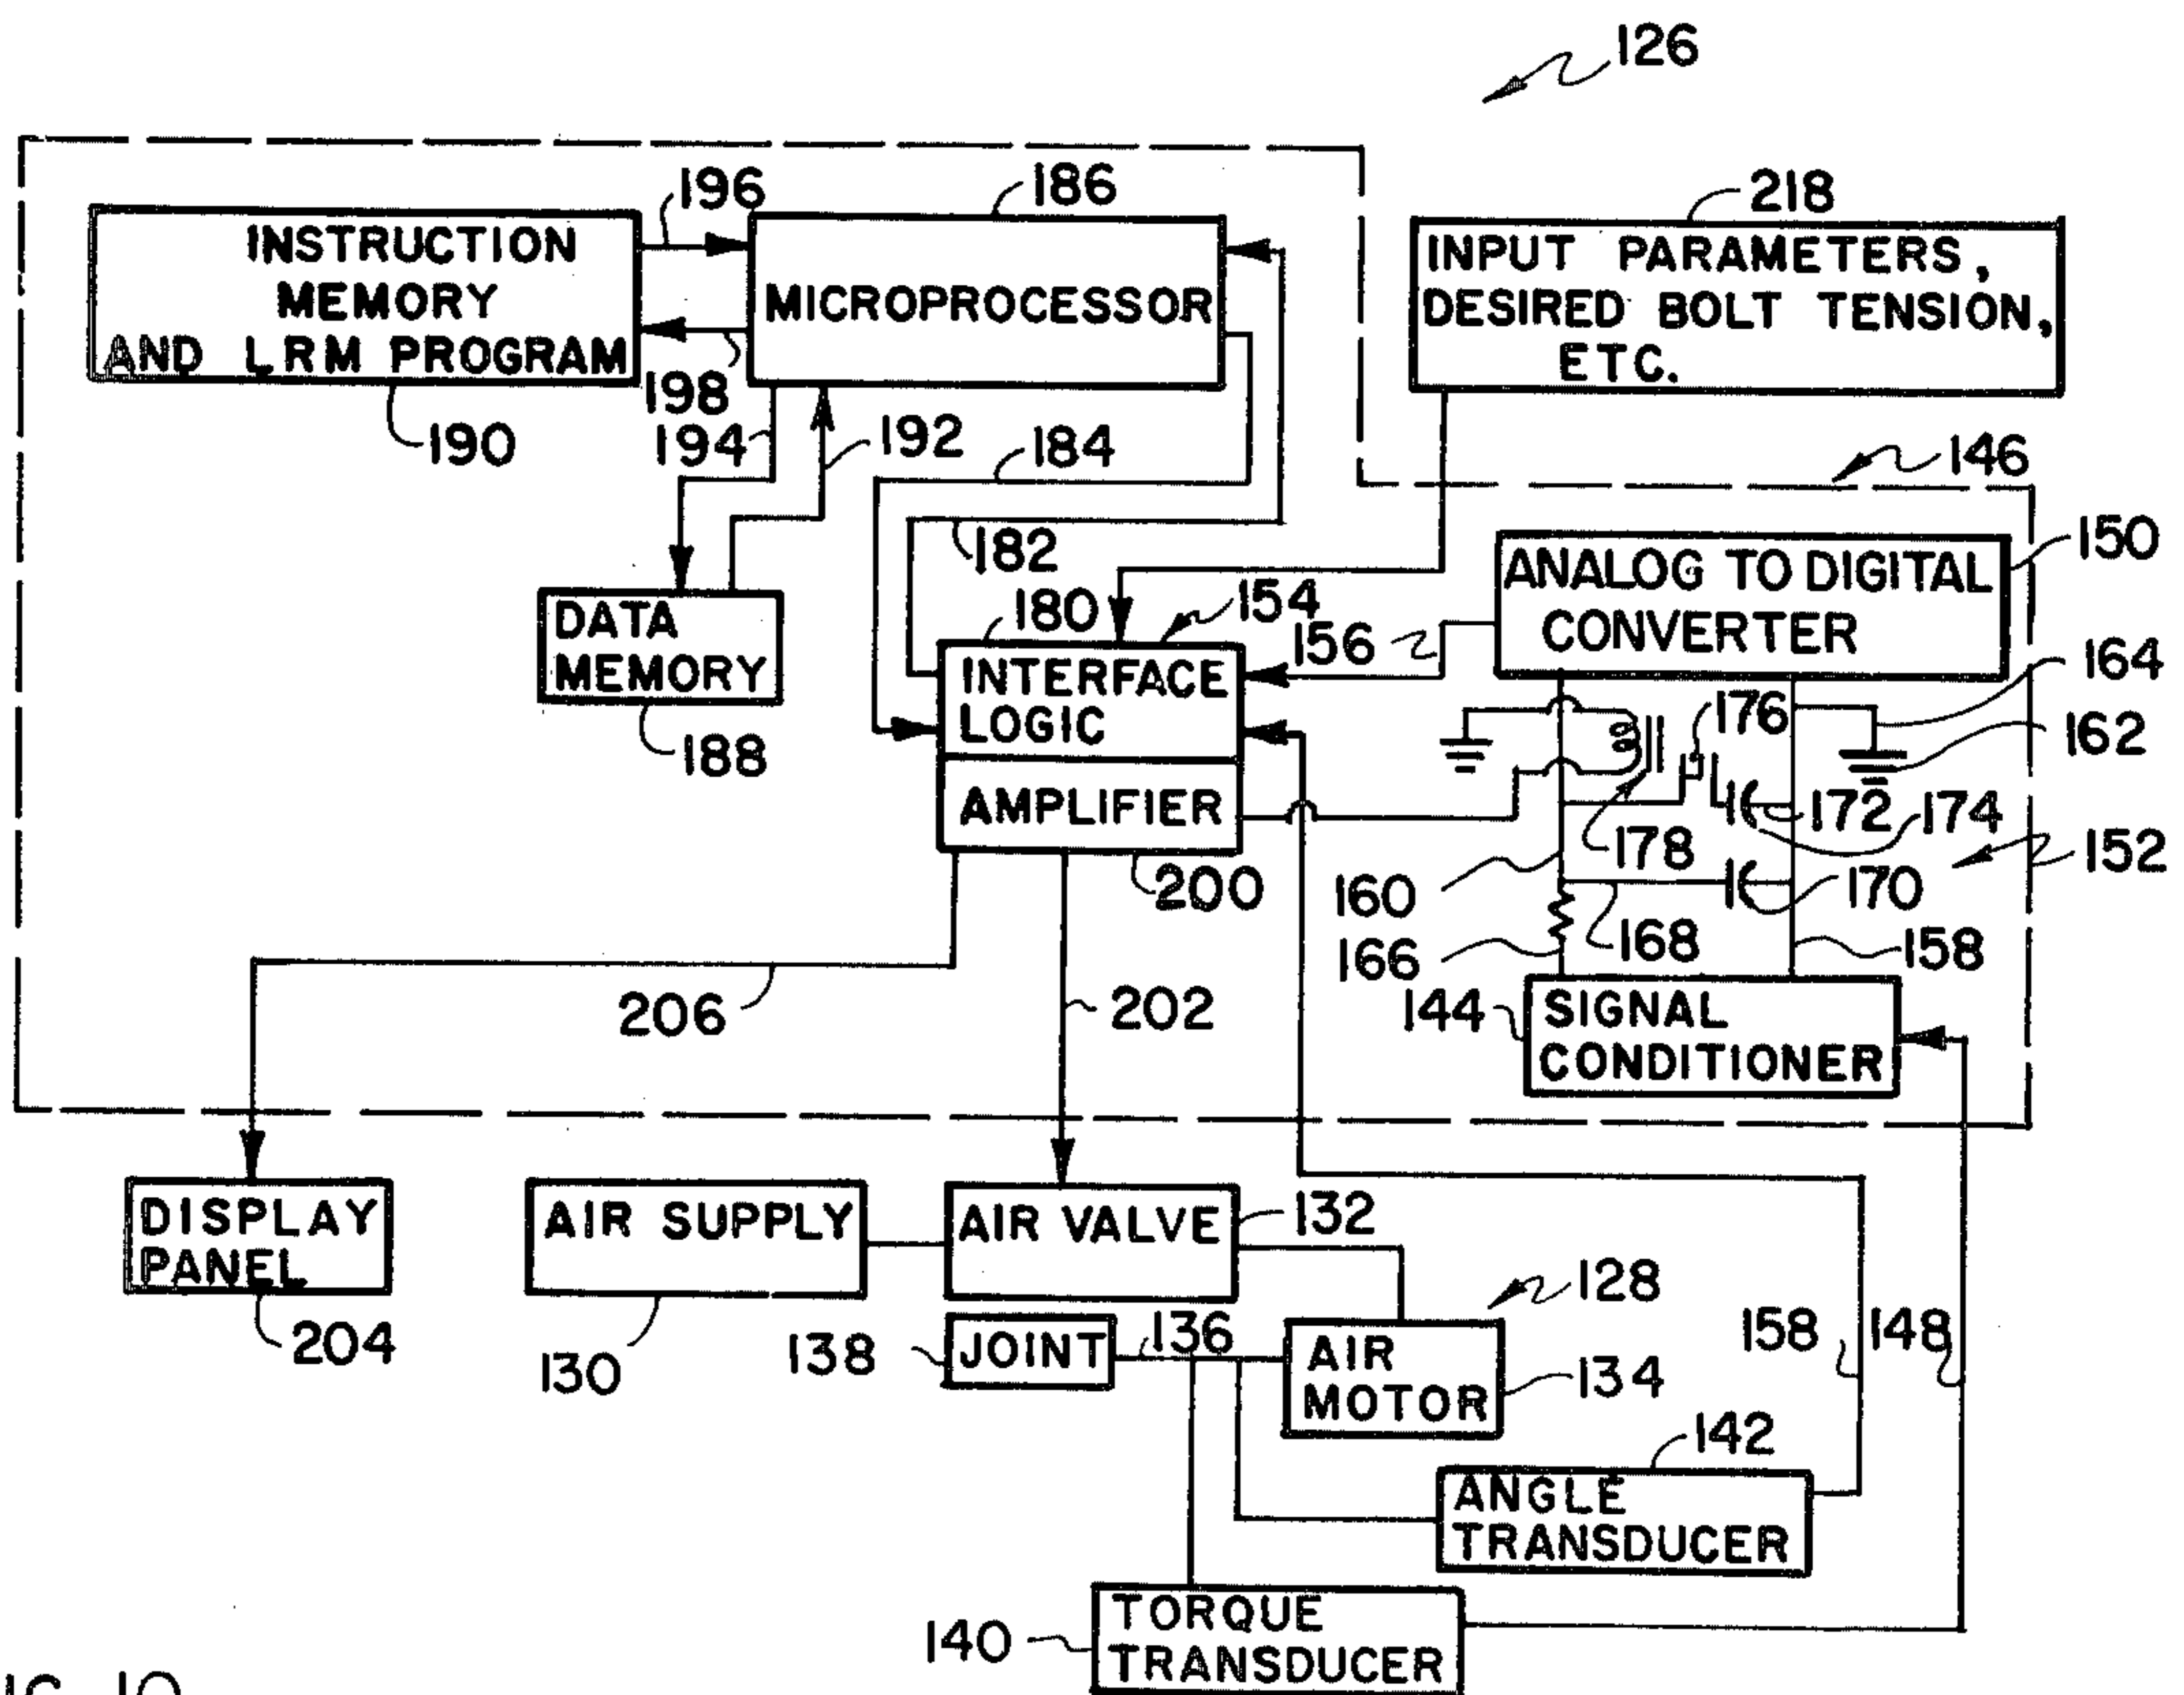 126
196
186
218
INSTRUCTION
MEMORY
AND LRM PROGRAM
MICROPROCESSOR
INPUT PARAMETERS,
DESIRED BOLT TENSION,
ETC.
198
190
194
192
184
146
182
150
ANALOG TO DIGITAL
CONVERTER
180
154
156
164
DATA
MEMORY
INTERFACE
LOGIC
176
162
188
AMPLIFIER
172
174
178
152
200
160
170
168
166
158
206
202
144
SIGNAL
CONDITIONER
DISPLAY
PANEL
AIR SUPPLY
AIR VALVE
132
128
204
130
138
JOINT
136
AIR
MOTOR
134
158
148
142
ANGLE
TRANSDUCER
140
TORQUE
TRANSDUCER